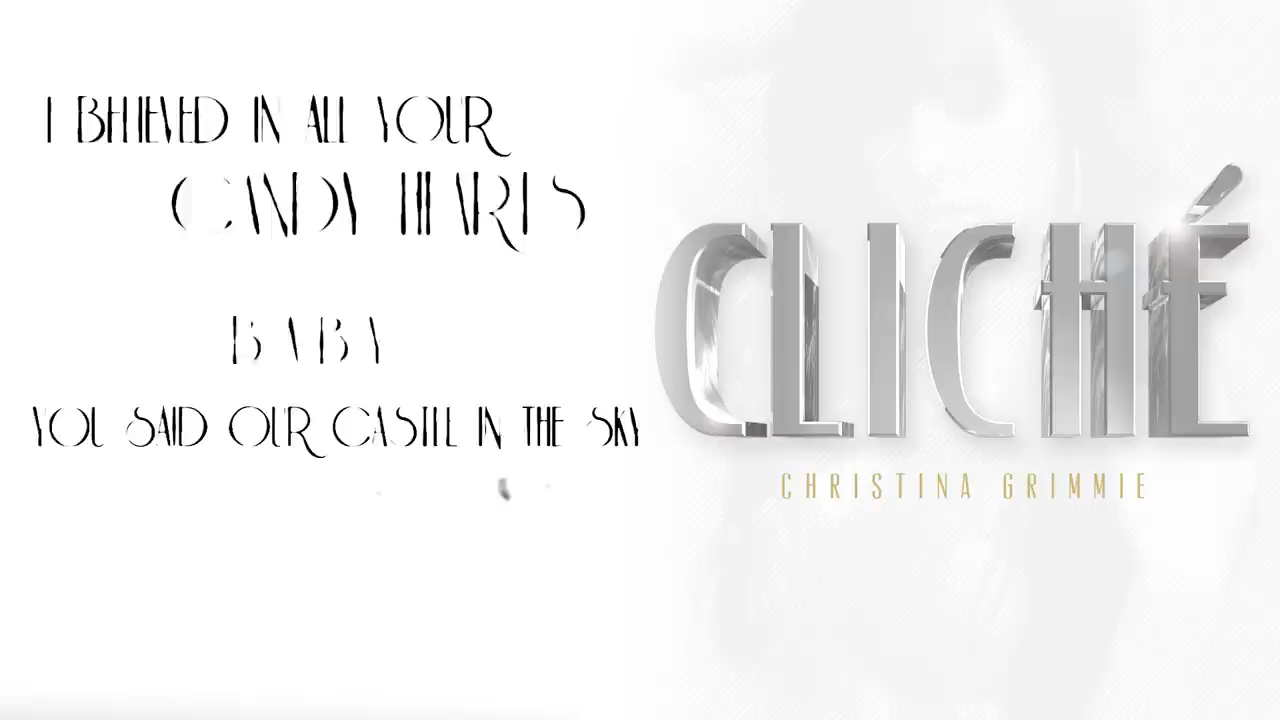 I BELIEVED IN ALL YOUR
CANDY HEARTS
BABY
YOU SAID OUR CASTLE IN THE SKY
CLICHÉ
CHRISTINA GRIMMIE